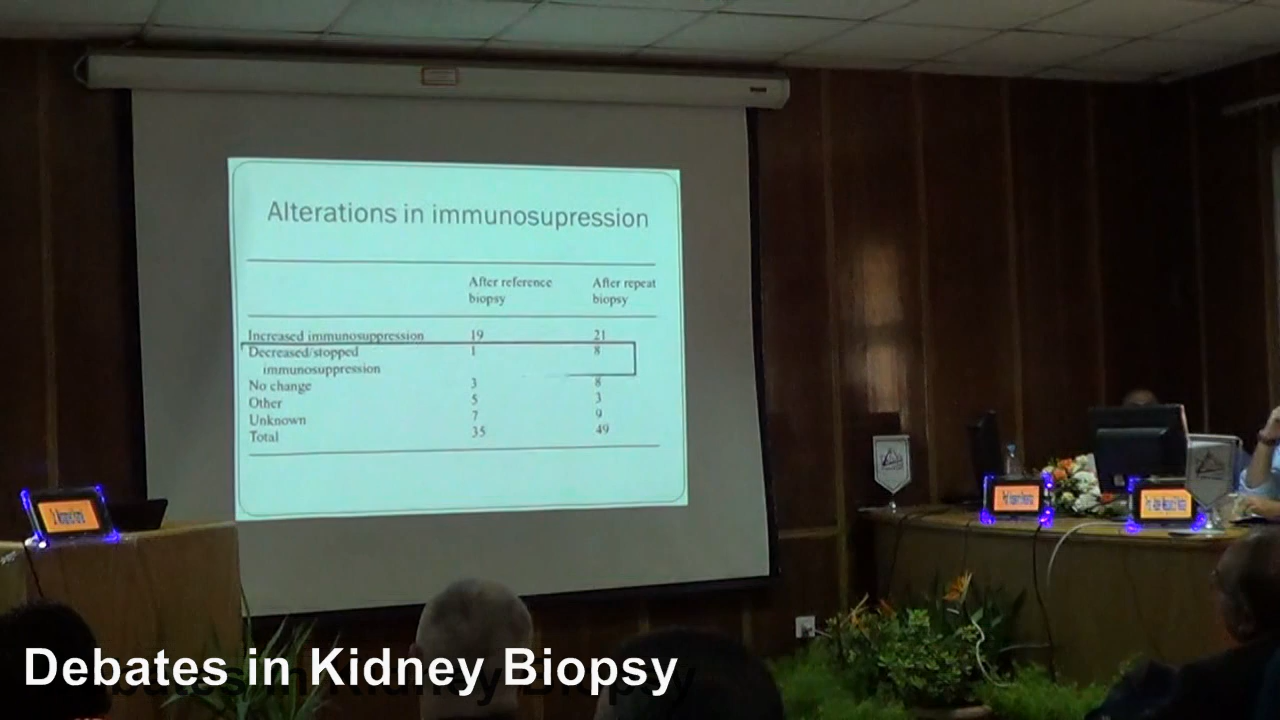 Alterations in immunosupression
After reference After repeat
biopsy biopsy
Increased immunosuppression 19 21
Decreased/stopped 1 8
immunosuppression
No change 3 8
Other 5 3
Unknown 7 9
Total 35 49
Debates in Kidney Biopsy